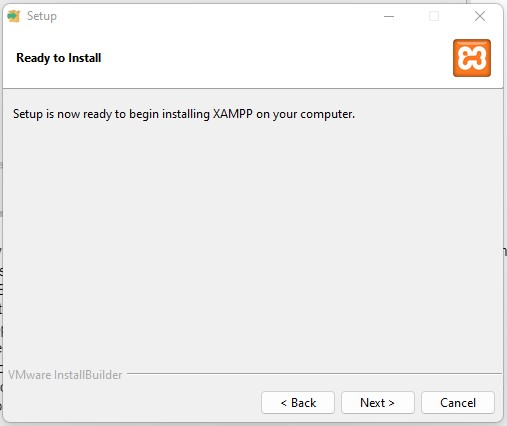 Setup
Ready to Install
Setup is now ready to begin installing XAMPP on your computer.
VMware InstallBuilder
< Back
Next >
Cancel